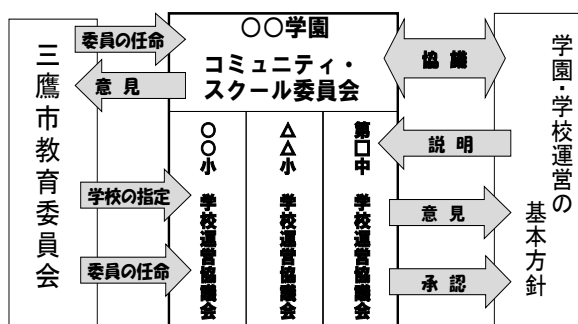 三鷹市教育委員会
委員の任命
意見
学校の指定
委員の任命
〇〇学園
コミュニティ・
スクール委員会
〇〇小 学校運営協議会
△△小 学校運営協議会
第□中 学校運営協議会
協議
説明
意見
承認
学園・学校運営の
基本方針